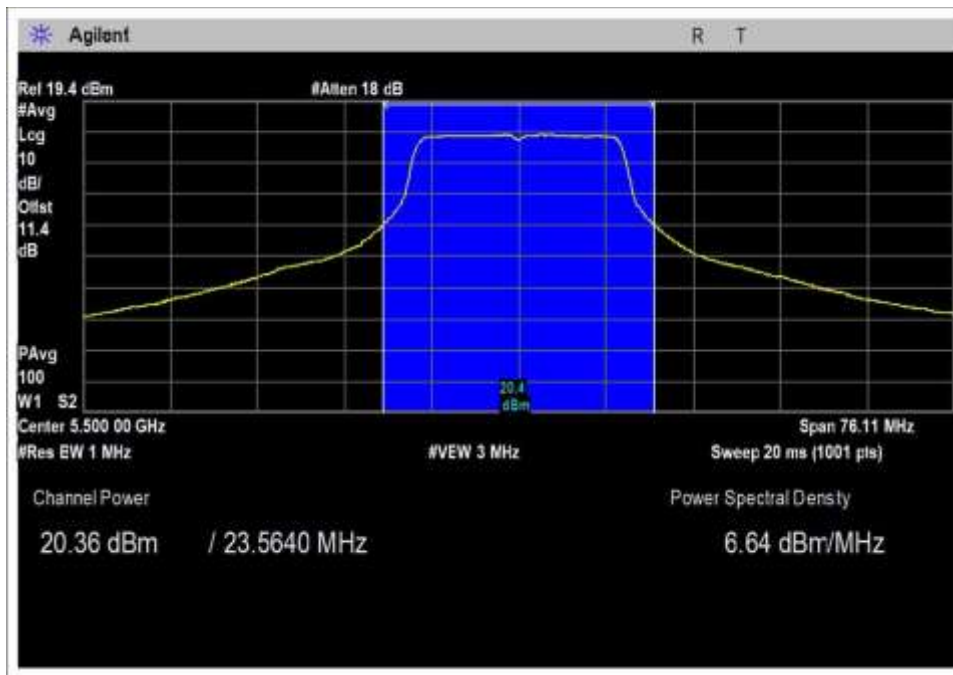 Agilent
R T
Ref 19.4 dBm #Atten 18 dB
#Avg
Log
10
dB/
Offst
11.4
dB
PAvg
100
W1 S2
20.4
dBm
Center 5.500 00 GHz Span 76.11 MHz
#Res BW 1 MHz #VBW 3 MHz Sweep 20 ms (1001 pts)
Channel Power Power Spectral Density
20.36 dBm / 23.5640 MHz 6.64 dBm/MHz